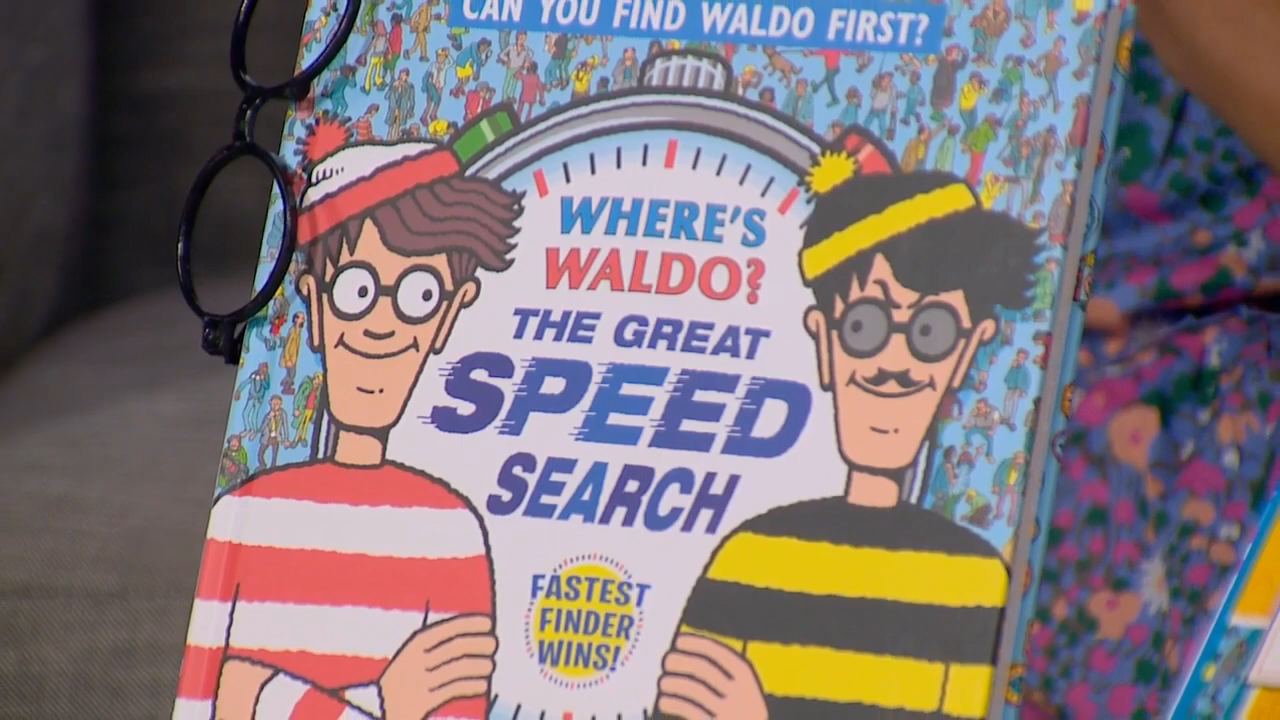 CAN YOU FIND WALDO FIRST?
WHERE'S
WALDO?
THE GREAT
SPEED
SEARCH
FASTEST
FINDER
WINS!